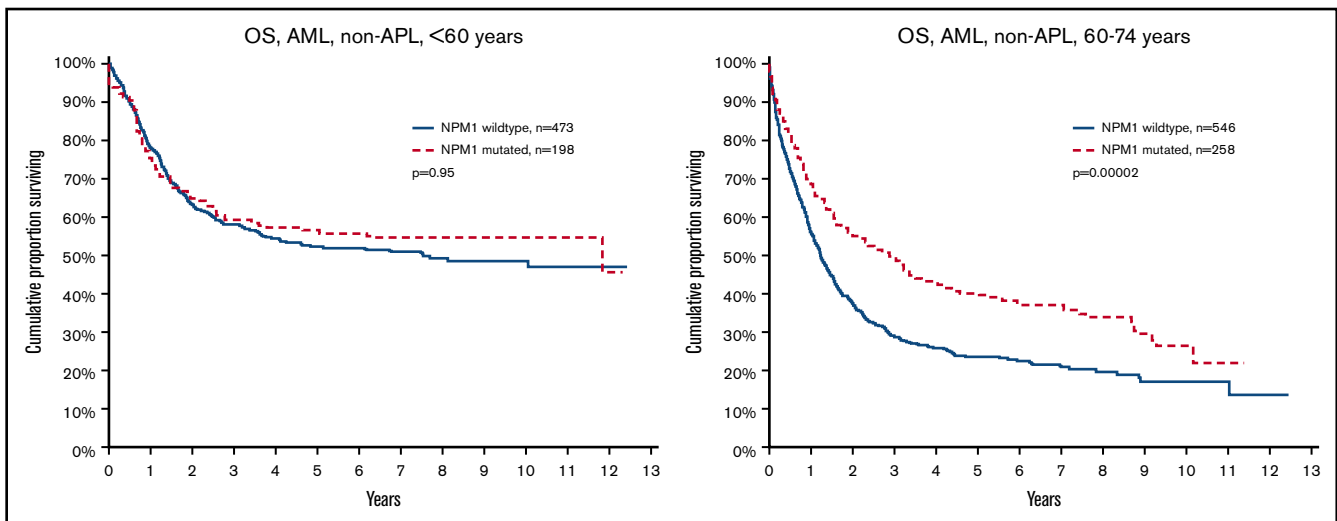 OS, AML, non-APL, <60 years
Cumulative proportion surviving
100%
90%
80%
70%
60%
50%
40%
30%
20%
10%
0%
NPM1 wildtype, n=473
NPM1 mutated, n=198
p=0.95
0 1 2 3 4 5 6 7 8 9 10 11 12 13
Years
OS, AML, non-APL, 60-74 years
Cumulative proportion surviving
100%
90%
80%
70%
60%
50%
40%
30%
20%
10%
0%
NPM1 wildtype, n=546
NPM1 mutated, n=258
p=0.00002
0 1 2 3 4 5 6 7 8 9 10 11 12 13
Years